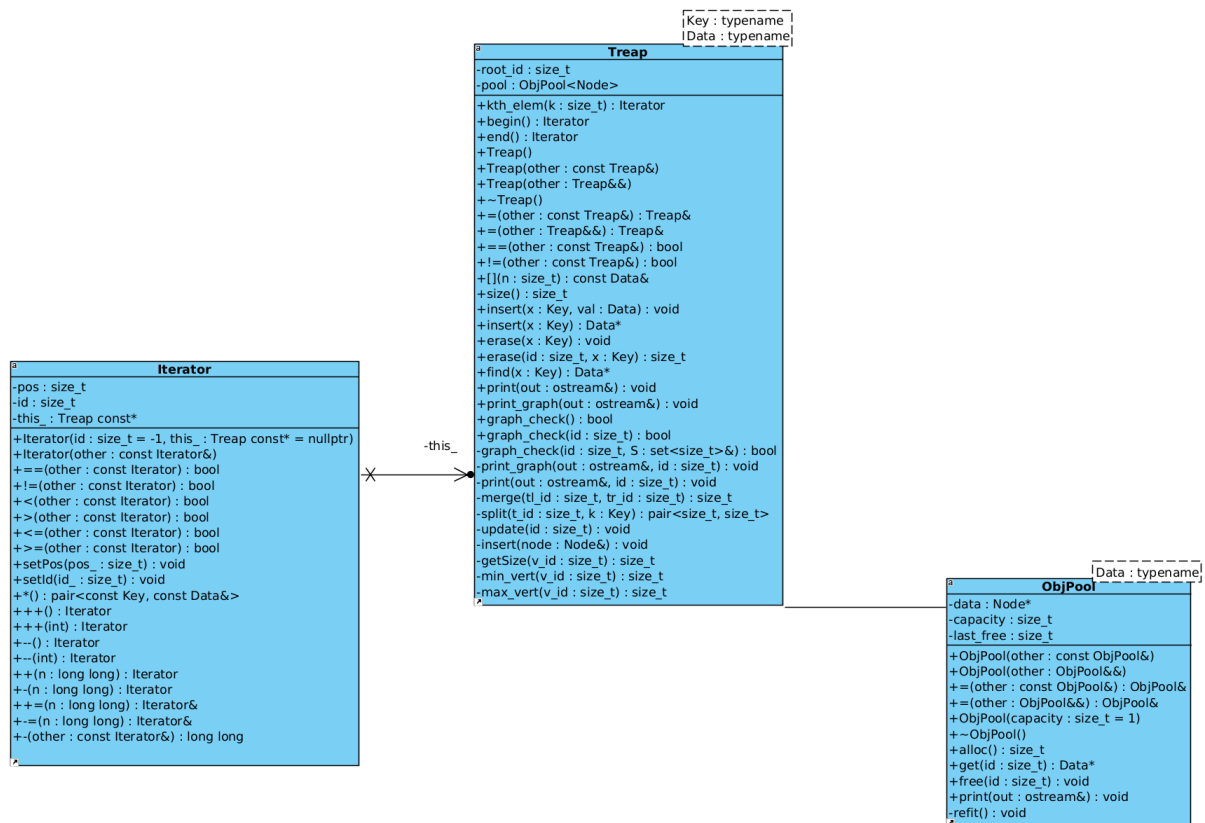 Key : typename
Data : typename
Treap
-root_id : size_t
-pool : ObjPool<Node>
+kth_elem(k : size_t) : Iterator
+begin() : Iterator
+end() : Iterator
+Treap()
+Treap(other : const Treap&)
+Treap(other : Treap&&)
+~Treap()
+=(other : const Treap&) : Treap&
+=(other : Treap&&) : Treap&
+==(other : const Treap&) : bool
+!=(other : const Treap&) : bool
+[](n : size_t) : const Data&
+size() : size_t
+insert(x : Key, val : Data) : void
+insert(x : Key) : Data*
+erase(x : Key) : void
+erase(id : size_t, x : Key) : size_t
+find(x : Key) : Data*
+print(out : ostream&) : void
+print_graph(out : ostream&) : void
+graph_check() : bool
+graph_check(id : size_t) : bool
-graph_check(id : size_t, S : set<size_t>&) : bool
-print_graph(out : ostream&, id : size_t) : void
-print(out : ostream&, id : size_t) : void
-merge(tl_id : size_t, tr_id : size_t) : size_t
-split(t_id : size_t, k : Key) : pair<size_t, size_t>
-update(id : size_t) : void
-insert(node : Node&) : void
-getSize(v_id : size_t) : size_t
-min_vert(v_id : size_t) : size_t
-max_vert(v_id : size_t) : size_t
Iterator
-pos : size_t
-id : size_t
-this_ : Treap const*
+Iterator(id : size_t = -1, this_ : Treap const* = nullptr)
+Iterator(other : const Iterator&)
+==(other : const Iterator) : bool
+!=(other : const Iterator) : bool
+<(other : const Iterator) : bool
+>(other : const Iterator) : bool
+<=(other : const Iterator) : bool
+>=(other : const Iterator) : bool
+setPos(pos_ : size_t) : void
+setId(id_ : size_t) : void
+*() : pair<const Key, const Data&>
+++() : Iterator
+++(int) : Iterator
+--() : Iterator
+--(int) : Iterator
++(n : long long) : Iterator
+-(n : long long) : Iterator
++=(n : long long) : Iterator&
+-=(n : long long) : Iterator&
+-(other : const Iterator&) : long long
-this_
Data : typename
ObjPool
-data : Node*
-capacity : size_t
-last_free : size_t
+ObjPool(other : const ObjPool&)
+ObjPool(other : ObjPool&&)
+=(other : const ObjPool&) : ObjPool&
+=(other : ObjPool&&) : ObjPool&
+ObjPool(capacity : size_t = 1)
+~ObjPool()
+alloc() : size_t
+get(id : size_t) : Data*
+free(id : size_t) : void
+print(out : ostream&) : void
-refit() : void